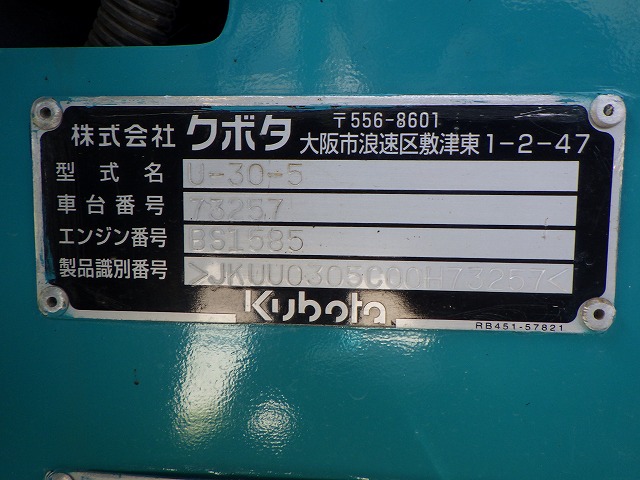 株式会社 クボタ 〒556-8601
大阪市浪速区敷津東1-2-47
型式名 U-30-5
車台番号 73257
エンジン番号 BS1585
製品識別番号 >JKUU0305C00H73257<
Kubota
RB451-57821